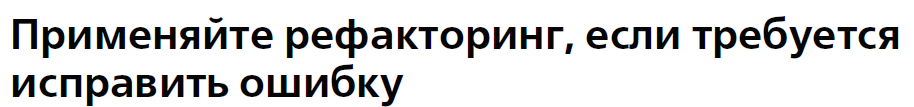 Применяйте рефакторинг, если требуется
исправить ошибку